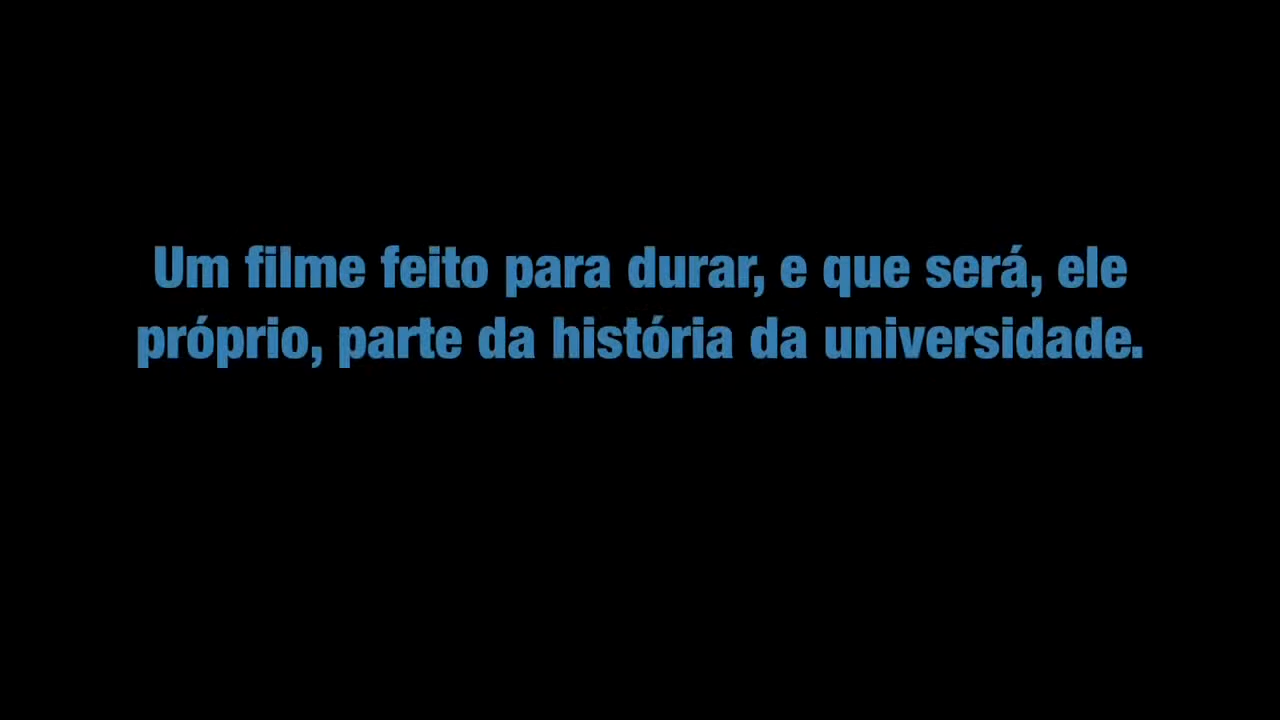 Um filme feito para durar, e que será, ele
próprio, parte da história da universidade.